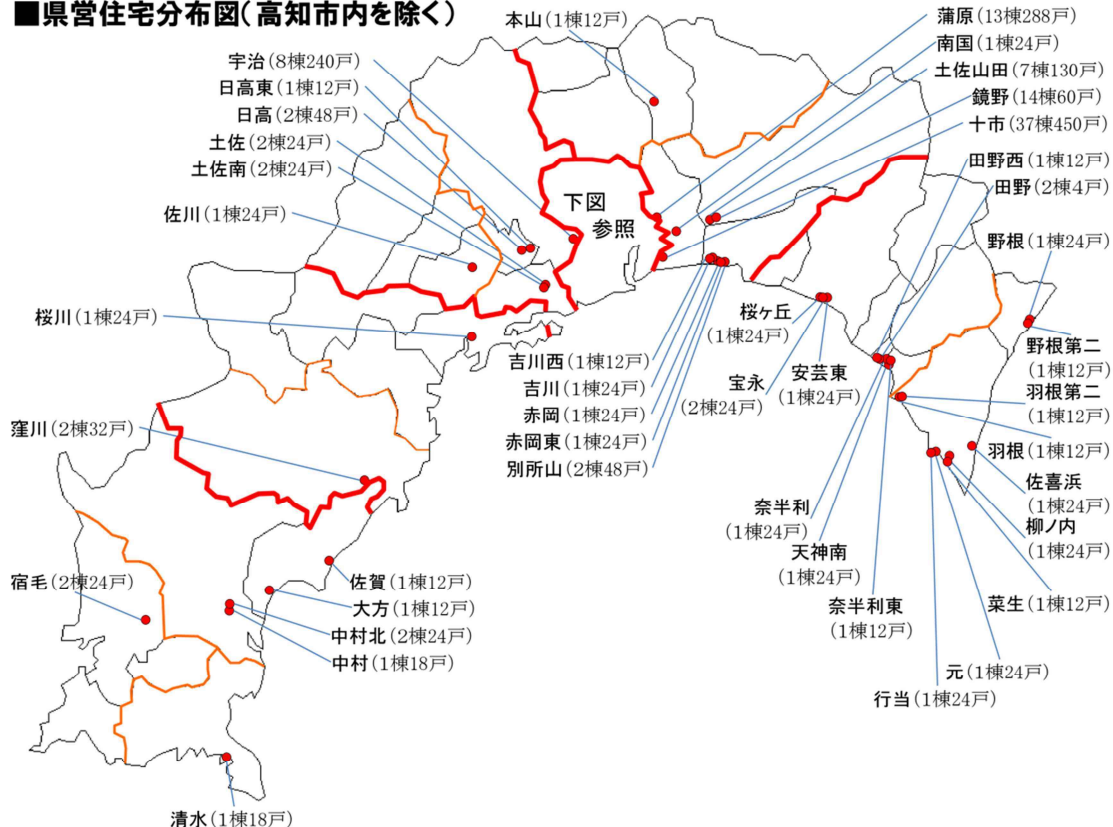 ■県営住宅分布図(高知市内を除く)
本山(1棟12戸)
蒲原(13棟288戸)
南国(1棟24戸)
土佐山田(7棟130戸)
鏡野(14棟60戸)
十市(37棟450戸)
田野西(1棟12戸)
田野(2棟4戸)
野根(1棟24戸)
宇治(8棟240戸)
日高東(1棟12戸)
日高(2棟48戸)
土佐(2棟24戸)
土佐南(2棟24戸)
佐川(1棟24戸)
下図
参照
桜川(1棟24戸)
窪川(2棟32戸)
吉川西(1棟12戸)
吉川(1棟24戸)
赤岡(1棟24戸)
赤岡東(1棟24戸)
別所山(2棟48戸)
桜ヶ丘
(1棟24戸)
宝永
(2棟24戸)
安芸東
(1棟24戸)
野根第二
(1棟12戸)
羽根第二
(1棟12戸)
羽根(1棟12戸)
佐喜浜
(1棟24戸)
柳ノ内
(1棟24戸)
菜生(1棟12戸)
奈半利
(1棟24戸)
天神南
(1棟24戸)
奈半利東
(1棟12戸)
元(1棟24戸)
行当(1棟24戸)
宿毛(2棟24戸)
佐賀(1棟12戸)
大方(1棟12戸)
中村北(2棟24戸)
中村(1棟18戸)
清水(1棟18戸)